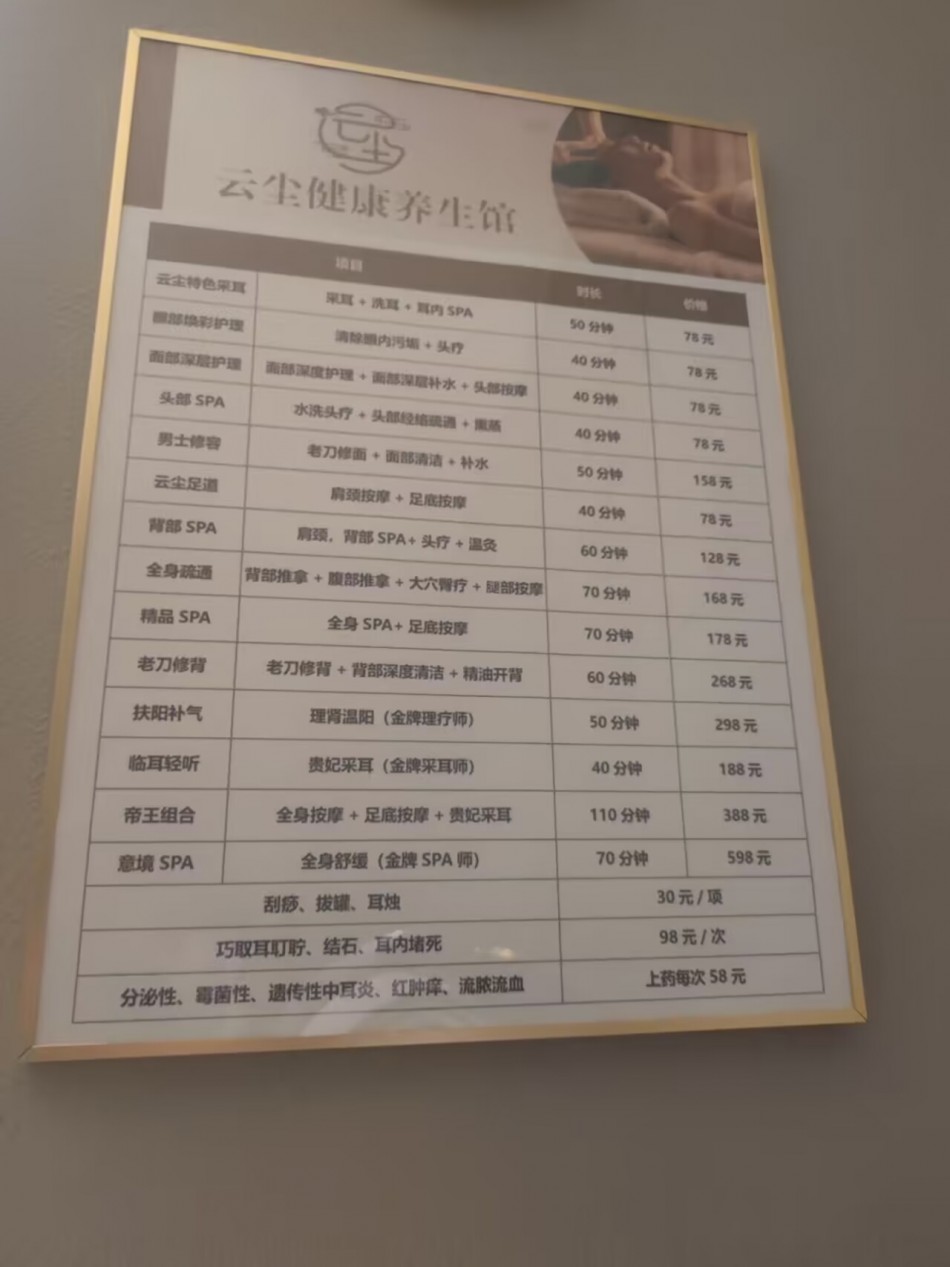 云尘
云尘健康养生馆
项目 时长 价格
云尘特色采耳 采耳 + 洗耳 + 耳内 SPA 50 分钟 78 元
眼部焕彩护理 清除眼内污垢 + 头疗 40 分钟 78 元
面部深层护理 面部深度护理 + 面部深层补水 + 头部按摩 40 分钟 78 元
头部 SPA 水洗头疗 + 头部经络疏通 + 熏蒸 40 分钟 78 元
男士修容 老刀修面 + 面部清洁 + 补水 50 分钟 158 元
云尘足道 肩颈按摩 + 足底按摩 40 分钟 78 元
背部 SPA 肩颈，背部 SPA+ 头疗 + 温灸 60 分钟 128 元
全身疏通 背部推拿 + 腹部推拿 + 大穴臀疗 + 腿部按摩 70 分钟 168 元
精品 SPA 全身 SPA+ 足底按摩 70 分钟 178 元
老刀修背 老刀修背 + 背部深度清洁 + 精油开背 60 分钟 268 元
扶阳补气 理肾温阳（金牌理疗师） 50 分钟 298 元
临耳轻听 贵妃采耳（金牌采耳师） 40 分钟 188 元
帝王组合 全身按摩 + 足底按摩 + 贵妃采耳 110 分钟 388 元
意境 SPA 全身舒缓（金牌 SPA 师） 70 分钟 598 元
刮痧、拔罐、耳烛 30 元 / 项
巧取耳耵聍、结石、耳内堵死 98 元 / 次
分泌性、霉菌性、遗传性中耳炎、红肿痒、流脓流血 上药每次 58 元